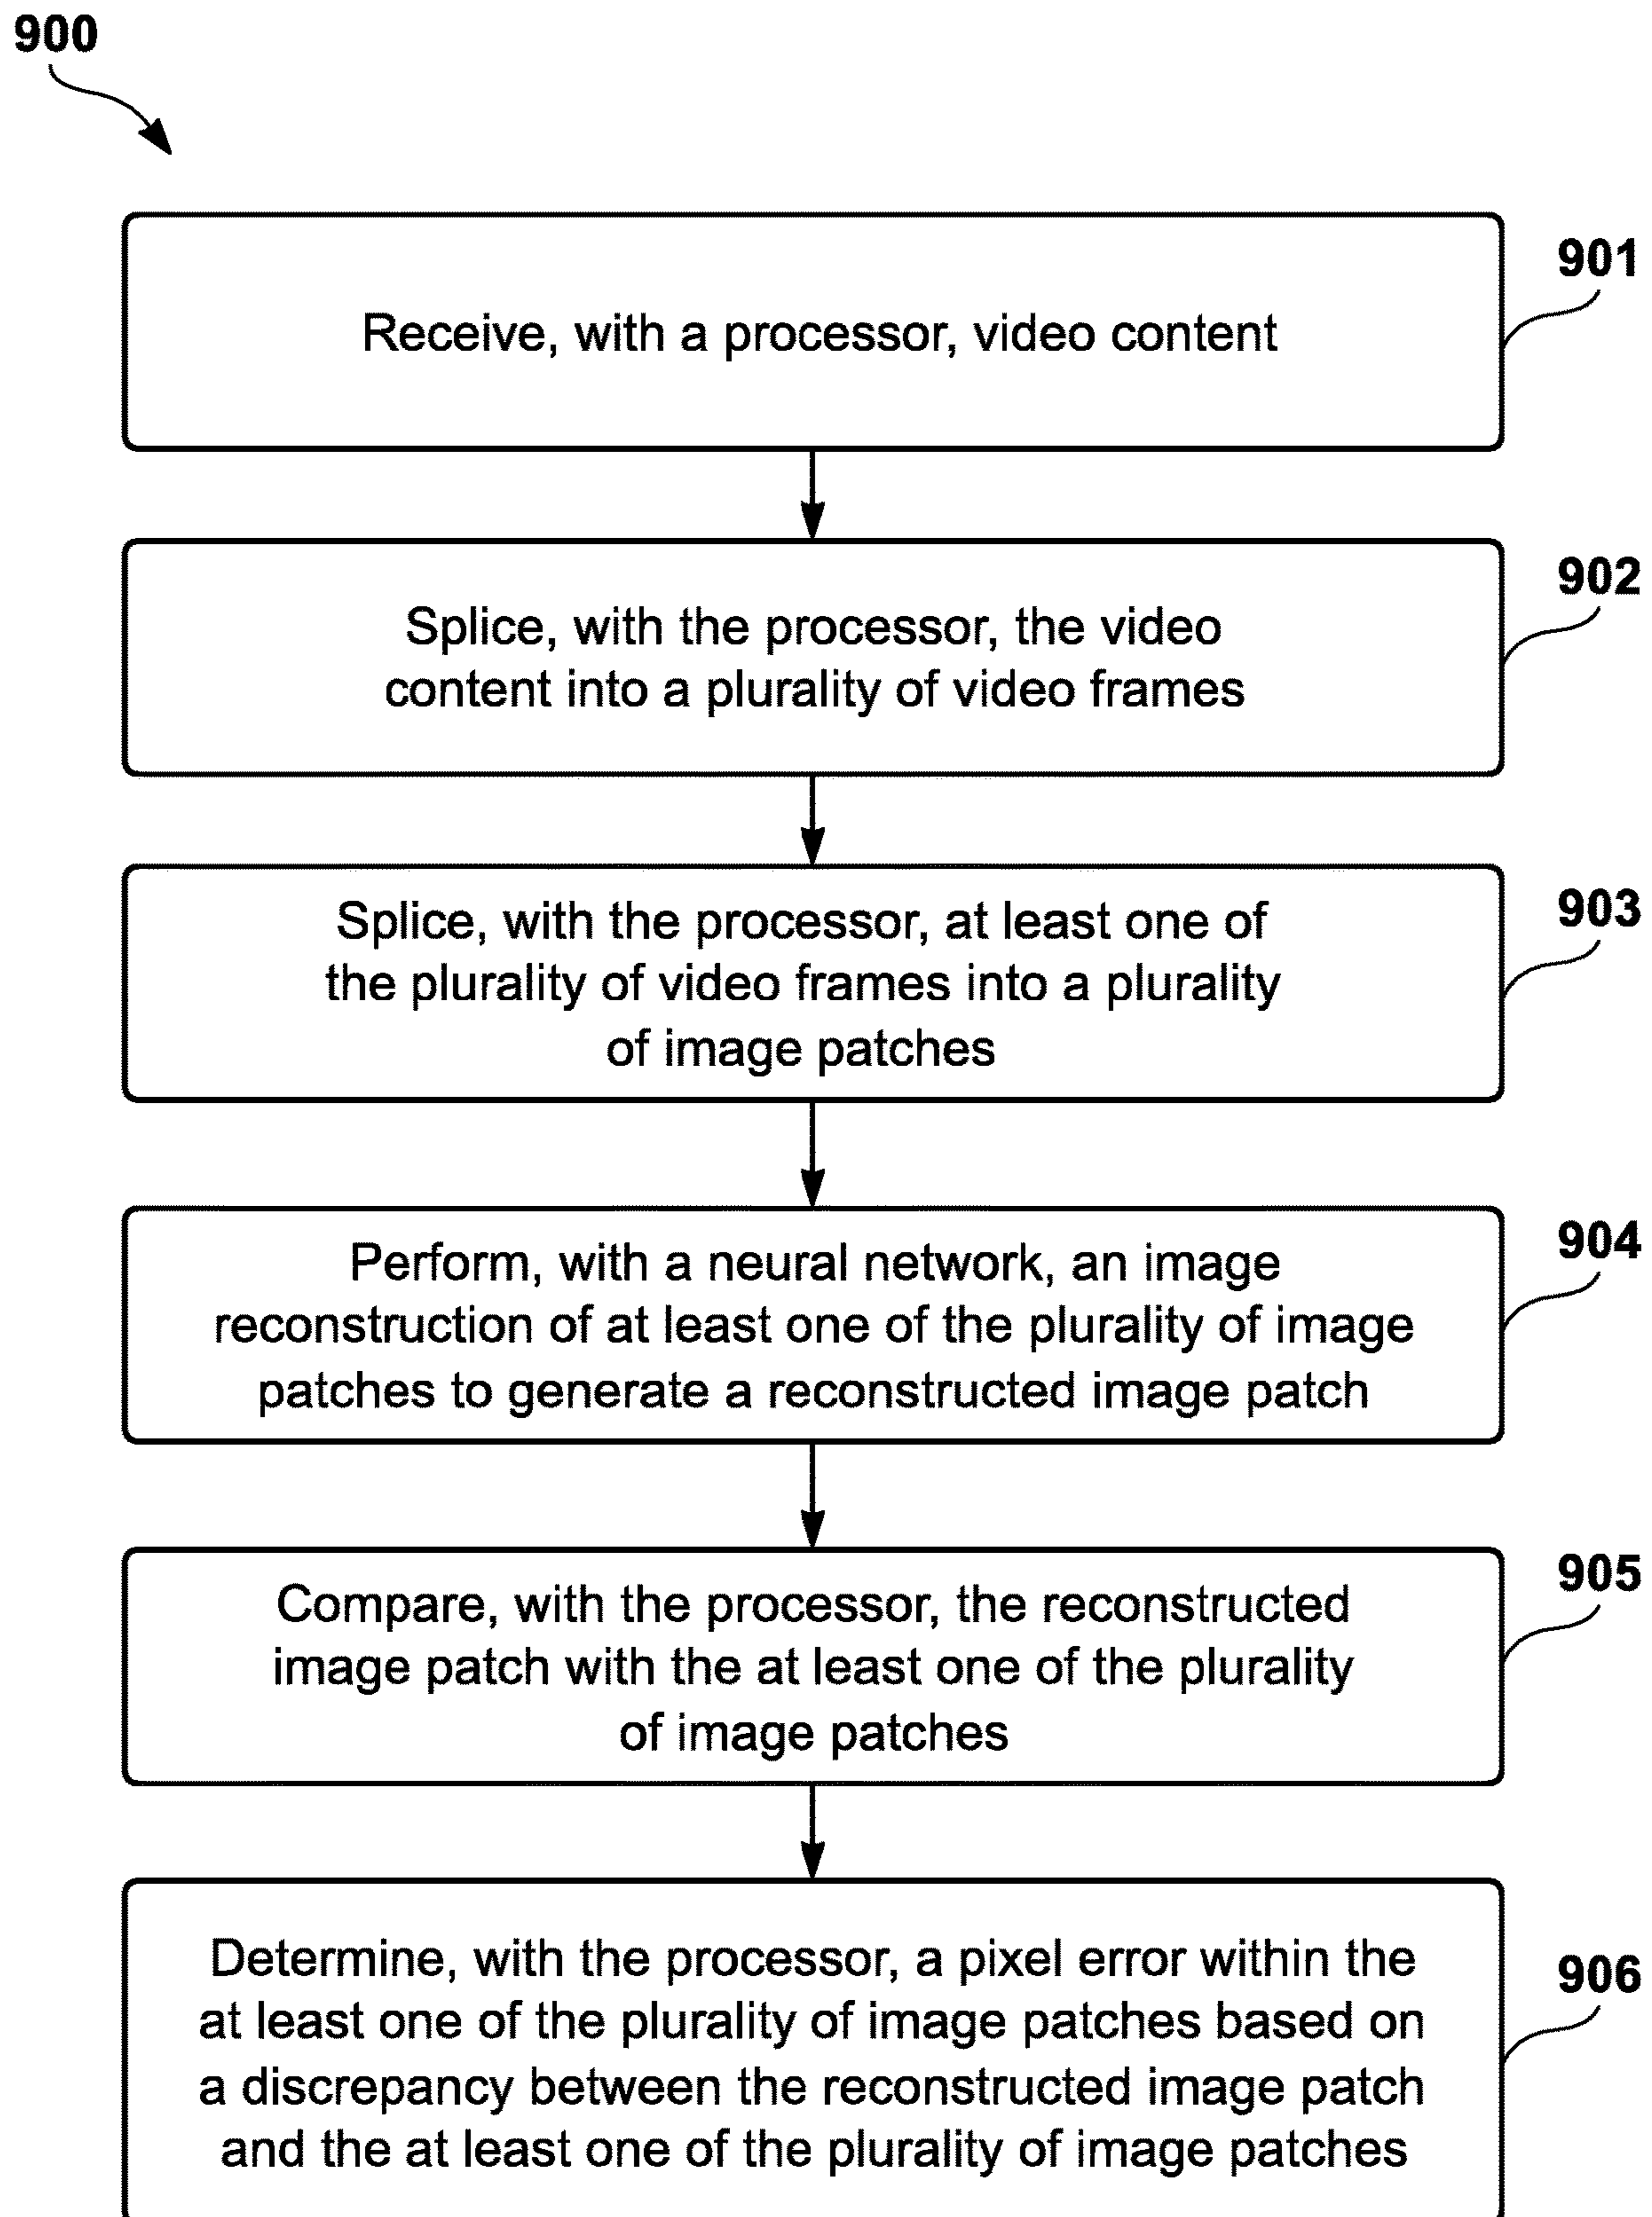 900
901
Receive, with a processor, video content
902
Splice, with the processor, the video
content into a plurality of video frames
903
Splice, with the processor, at least one of
the plurality of video frames into a plurality
of image patches
904
Perform, with a neural network, an image
reconstruction of at least one of the plurality of image
patches to generate a reconstructed image patch
905
Compare, with the processor, the reconstructed
image patch with the at least one of the plurality
of image patches
906
Determine, with the processor, a pixel error within the
at least one of the plurality of image patches based on
a discrepancy between the reconstructed image patch
and the at least one of the plurality of image patches